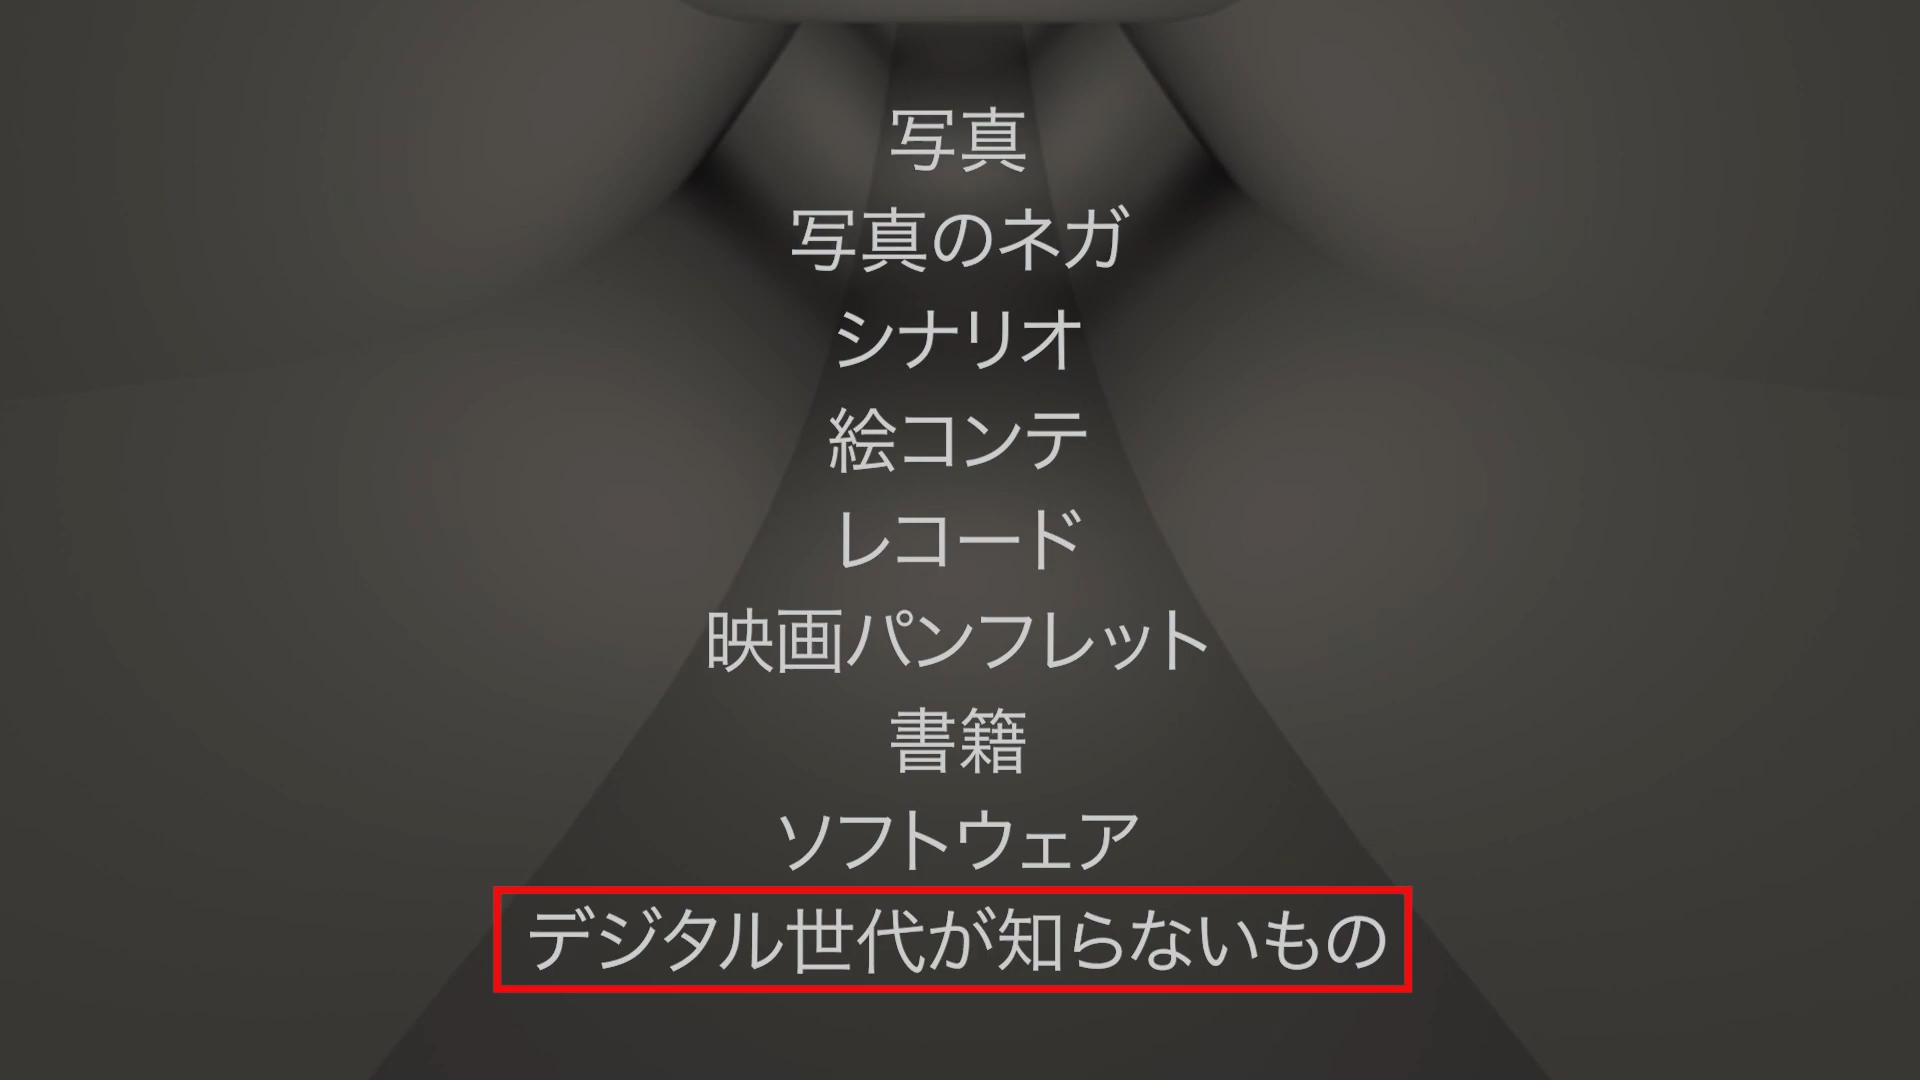 写真
写真のネガ
シナリオ
絵コンテ
レコード
映画パンフレット
書籍
ソフトウェア
デジタル世代が知らないもの